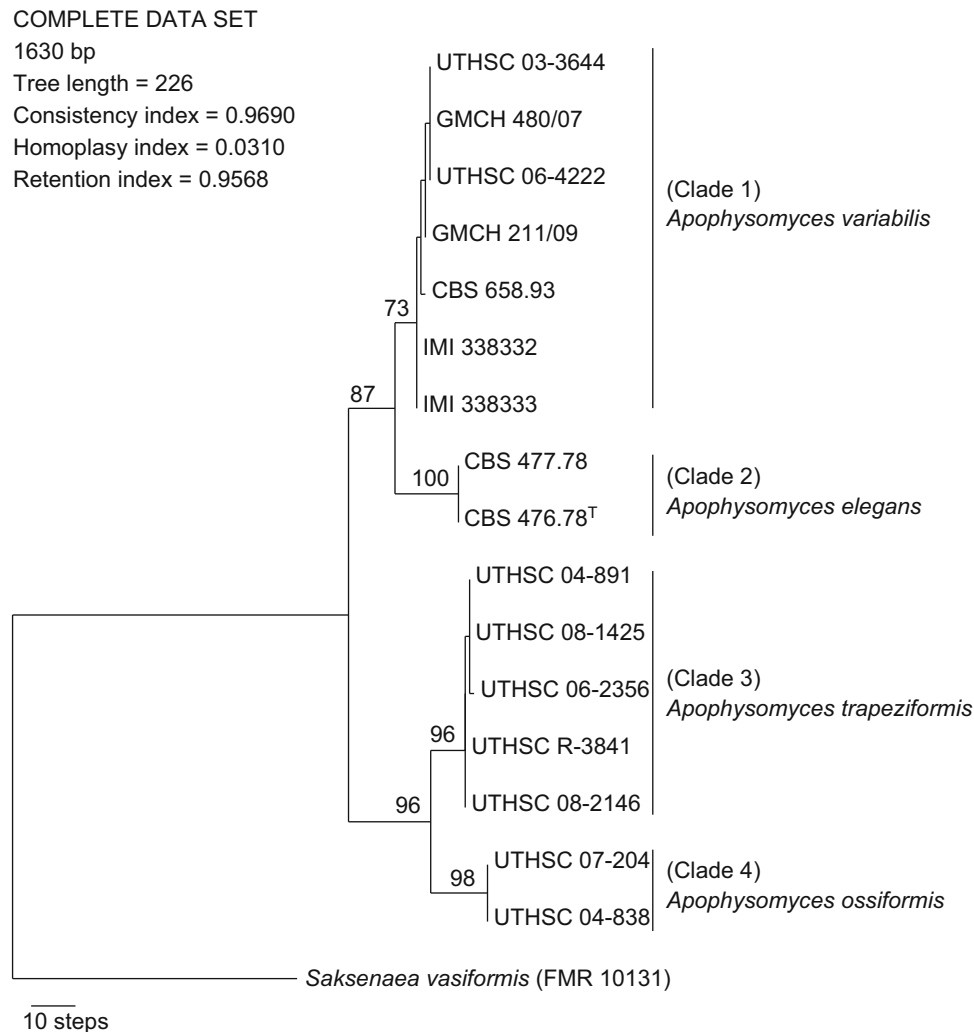 COMPLETE DATA SET
1630 bp
Tree length = 226
Consistency index = 0.9690
Homoplasy index = 0.0310
Retention index = 0.9568
UTHSC 03-3644
GMCH 480/07
UTHSC 06-4222
GMCH 211/09
CBS 658.93
IMI 338332
IMI 338333
(Clade 1)
Apophysomyces variabilis
73
87
CBS 477.78
CBS 476.78ᵀ
100
(Clade 2)
Apophysomyces elegans
UTHSC 04-891
UTHSC 08-1425
UTHSC 06-2356
UTHSC R-3841
UTHSC 08-2146
(Clade 3)
Apophysomyces trapeziformis
96
96
UTHSC 07-204
UTHSC 04-838
98
(Clade 4)
Apophysomyces ossiformis
Saksenaea vasiformis (FMR 10131)
10 steps